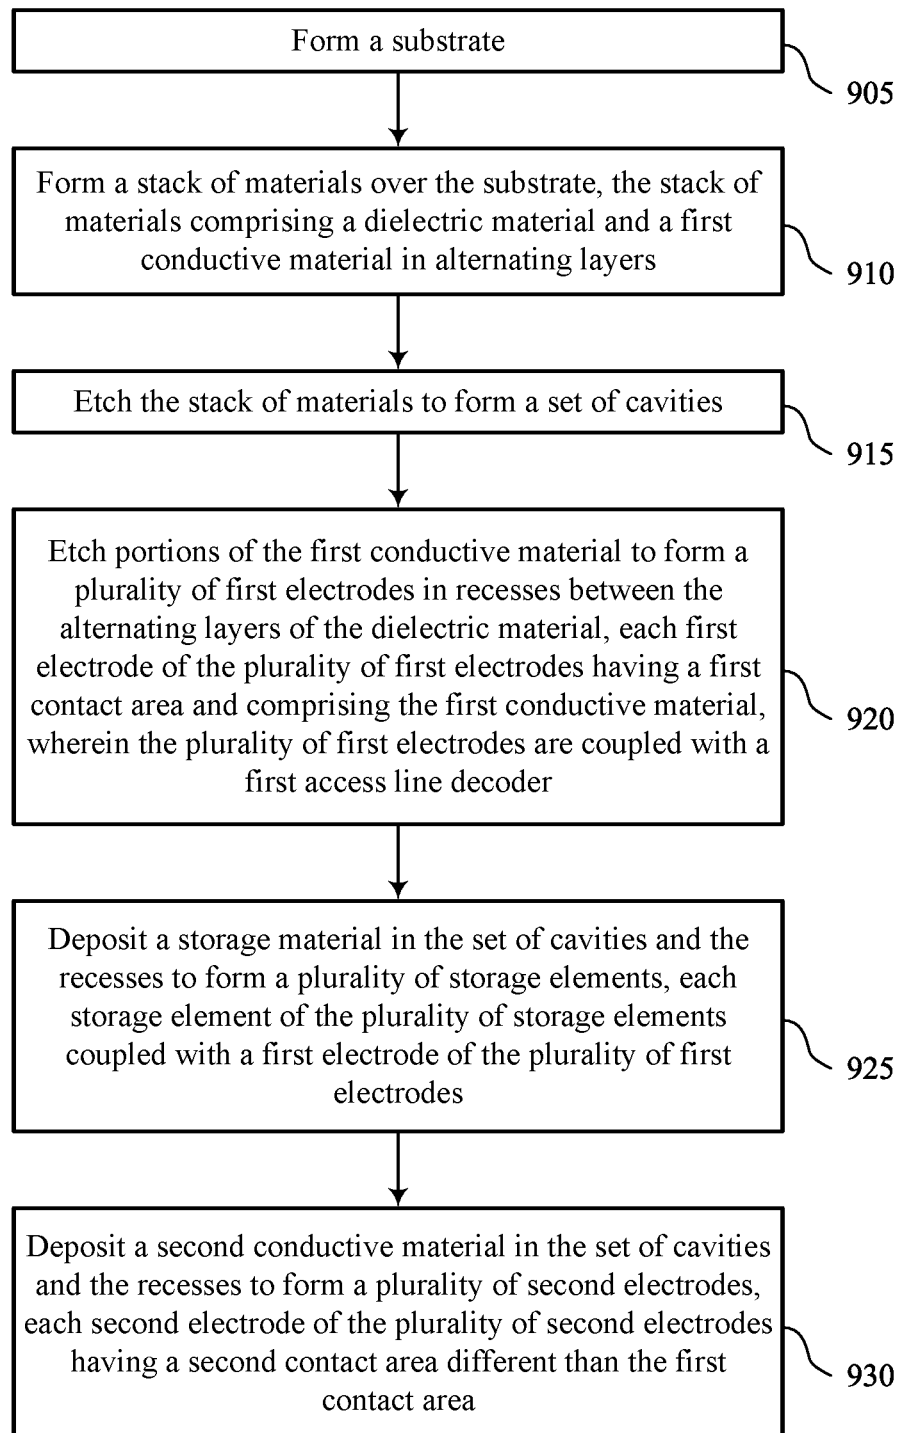 Form a substrate
905
Form a stack of materials over the substrate, the stack of
materials comprising a dielectric material and a first
conductive material in alternating layers
910
Etch the stack of materials to form a set of cavities
915
Etch portions of the first conductive material to form a
plurality of first electrodes in recesses between the
alternating layers of the dielectric material, each first
electrode of the plurality of first electrodes having a first
contact area and comprising the first conductive material,
wherein the plurality of first electrodes are coupled with a
first access line decoder
920
Deposit a storage material in the set of cavities and the
recesses to form a plurality of storage elements, each
storage element of the plurality of storage elements
coupled with a first electrode of the plurality of first
electrodes
925
Deposit a second conductive material in the set of cavities
and the recesses to form a plurality of second electrodes,
each second electrode of the plurality of second electrodes
having a second contact area different than the first
contact area
930